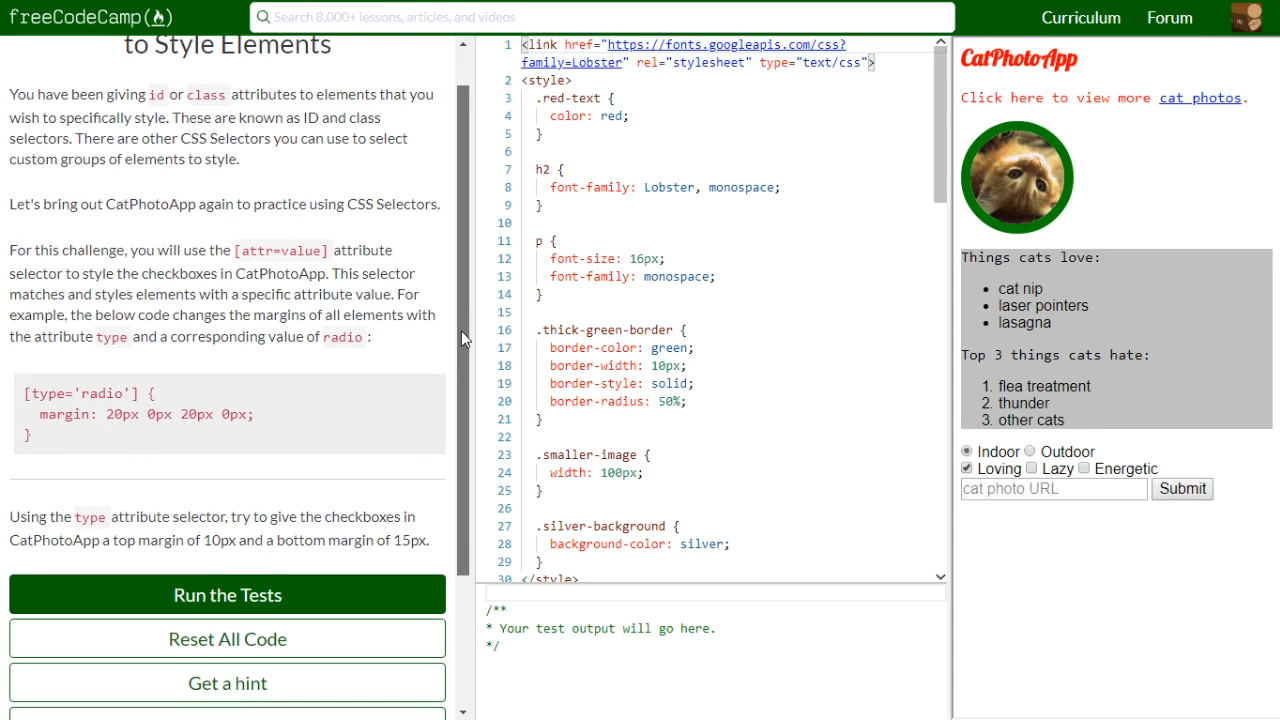 freeCodeCamp
Search 8,000+ lessons, articles, and videos
Curriculum
Forum
to Style Elements
You have been giving id or class attributes to elements that you
wish to specifically style. These are known as ID and class
selectors. There are other CSS Selectors you can use to select
custom groups of elements to style.
Let's bring out CatPhotoApp again to practice using CSS Selectors.
For this challenge, you will use the [attr=value] attribute
selector to style the checkboxes in CatPhotoApp. This selector
matches and styles elements with a specific attribute value. For
example, the below code changes the margins of all elements with
the attribute type and a corresponding value of radio :
[type='radio'] {
margin: 20px 0px 20px 0px;
}
Using the type attribute selector, try to give the checkboxes in
CatPhotoApp a top margin of 10px and a bottom margin of 15px.
Run the Tests
Reset All Code
Get a hint
1 <link href="https://fonts.googleapis.com/css?
family=Lobster" rel="stylesheet" type="text/css">
2 <style>
3 .red-text {
4 color: red;
5 }
6
7 h2 {
8 font-family: Lobster, monospace;
9 }
10
11 p {
12 font-size: 16px;
13 font-family: monospace;
14 }
15
16 .thick-green-border {
17 border-color: green;
18 border-width: 10px;
19 border-style: solid;
20 border-radius: 50%;
21 }
22
23 .smaller-image {
24 width: 100px;
25 }
26
27 .silver-background {
28 background-color: silver;
29 }
30 </style>
/**
* Your test output will go here.
*/
CatPhotoApp
Click here to view more cat photos.
Things cats love:
cat nip
laser pointers
lasagna
Top 3 things cats hate:
1. flea treatment
2. thunder
3. other cats
Indoor Outdoor
Loving Lazy Energetic
cat photo URL Submit